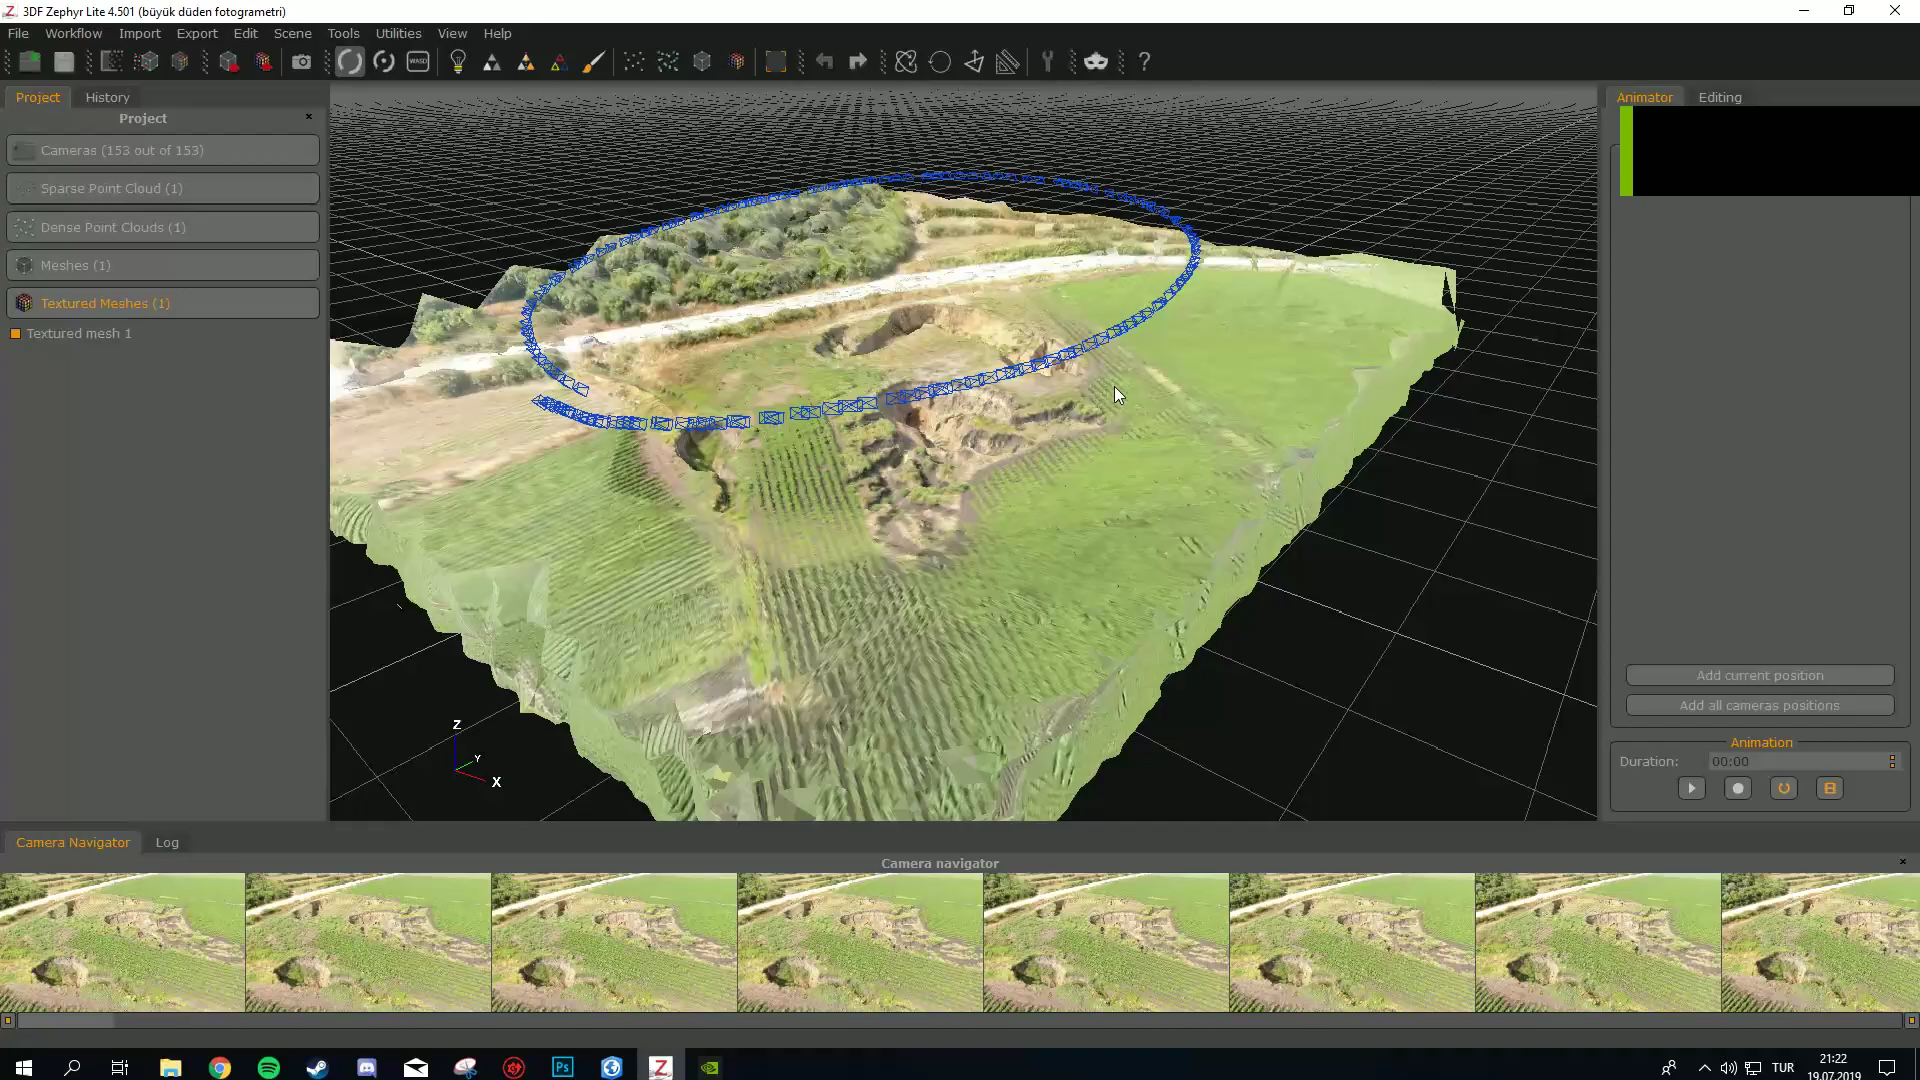 3DF Zephyr Lite 4.501 (büyük düden fotogrametri)
File Workflow Import Export Edit Scene Tools Utilities View Help
WASD
Project History
Project
Cameras (153 out of 153)
Sparse Point Cloud (1)
Dense Point Clouds (1)
Meshes (1)
Textured Meshes (1)
Textured mesh 1
Z
Y
X
Animator Editing
Add current position
Add all cameras positions
Animation
Duration: 00:00
Camera Navigator Log
Camera navigator
Ps
Z
TUR
21:22
19.07.2019